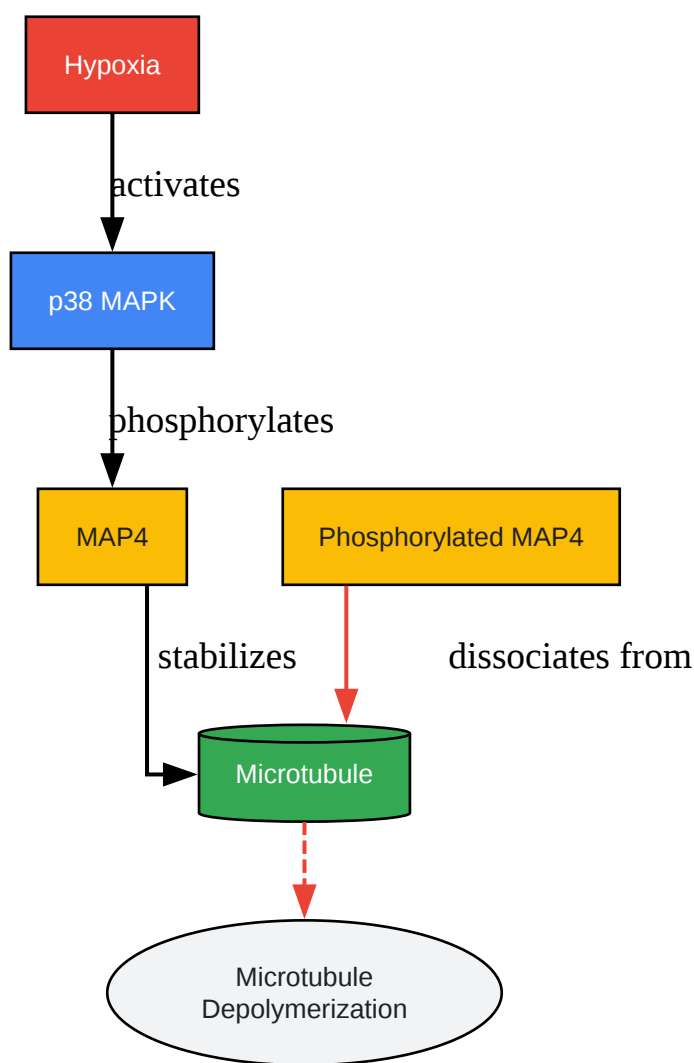 Hypoxia
activates
p38 MAPK
phosphorylates
MAP4
Phosphorylated MAP4
stabilizes
dissociates from
Microtubule
Microtubule
Depolymerization